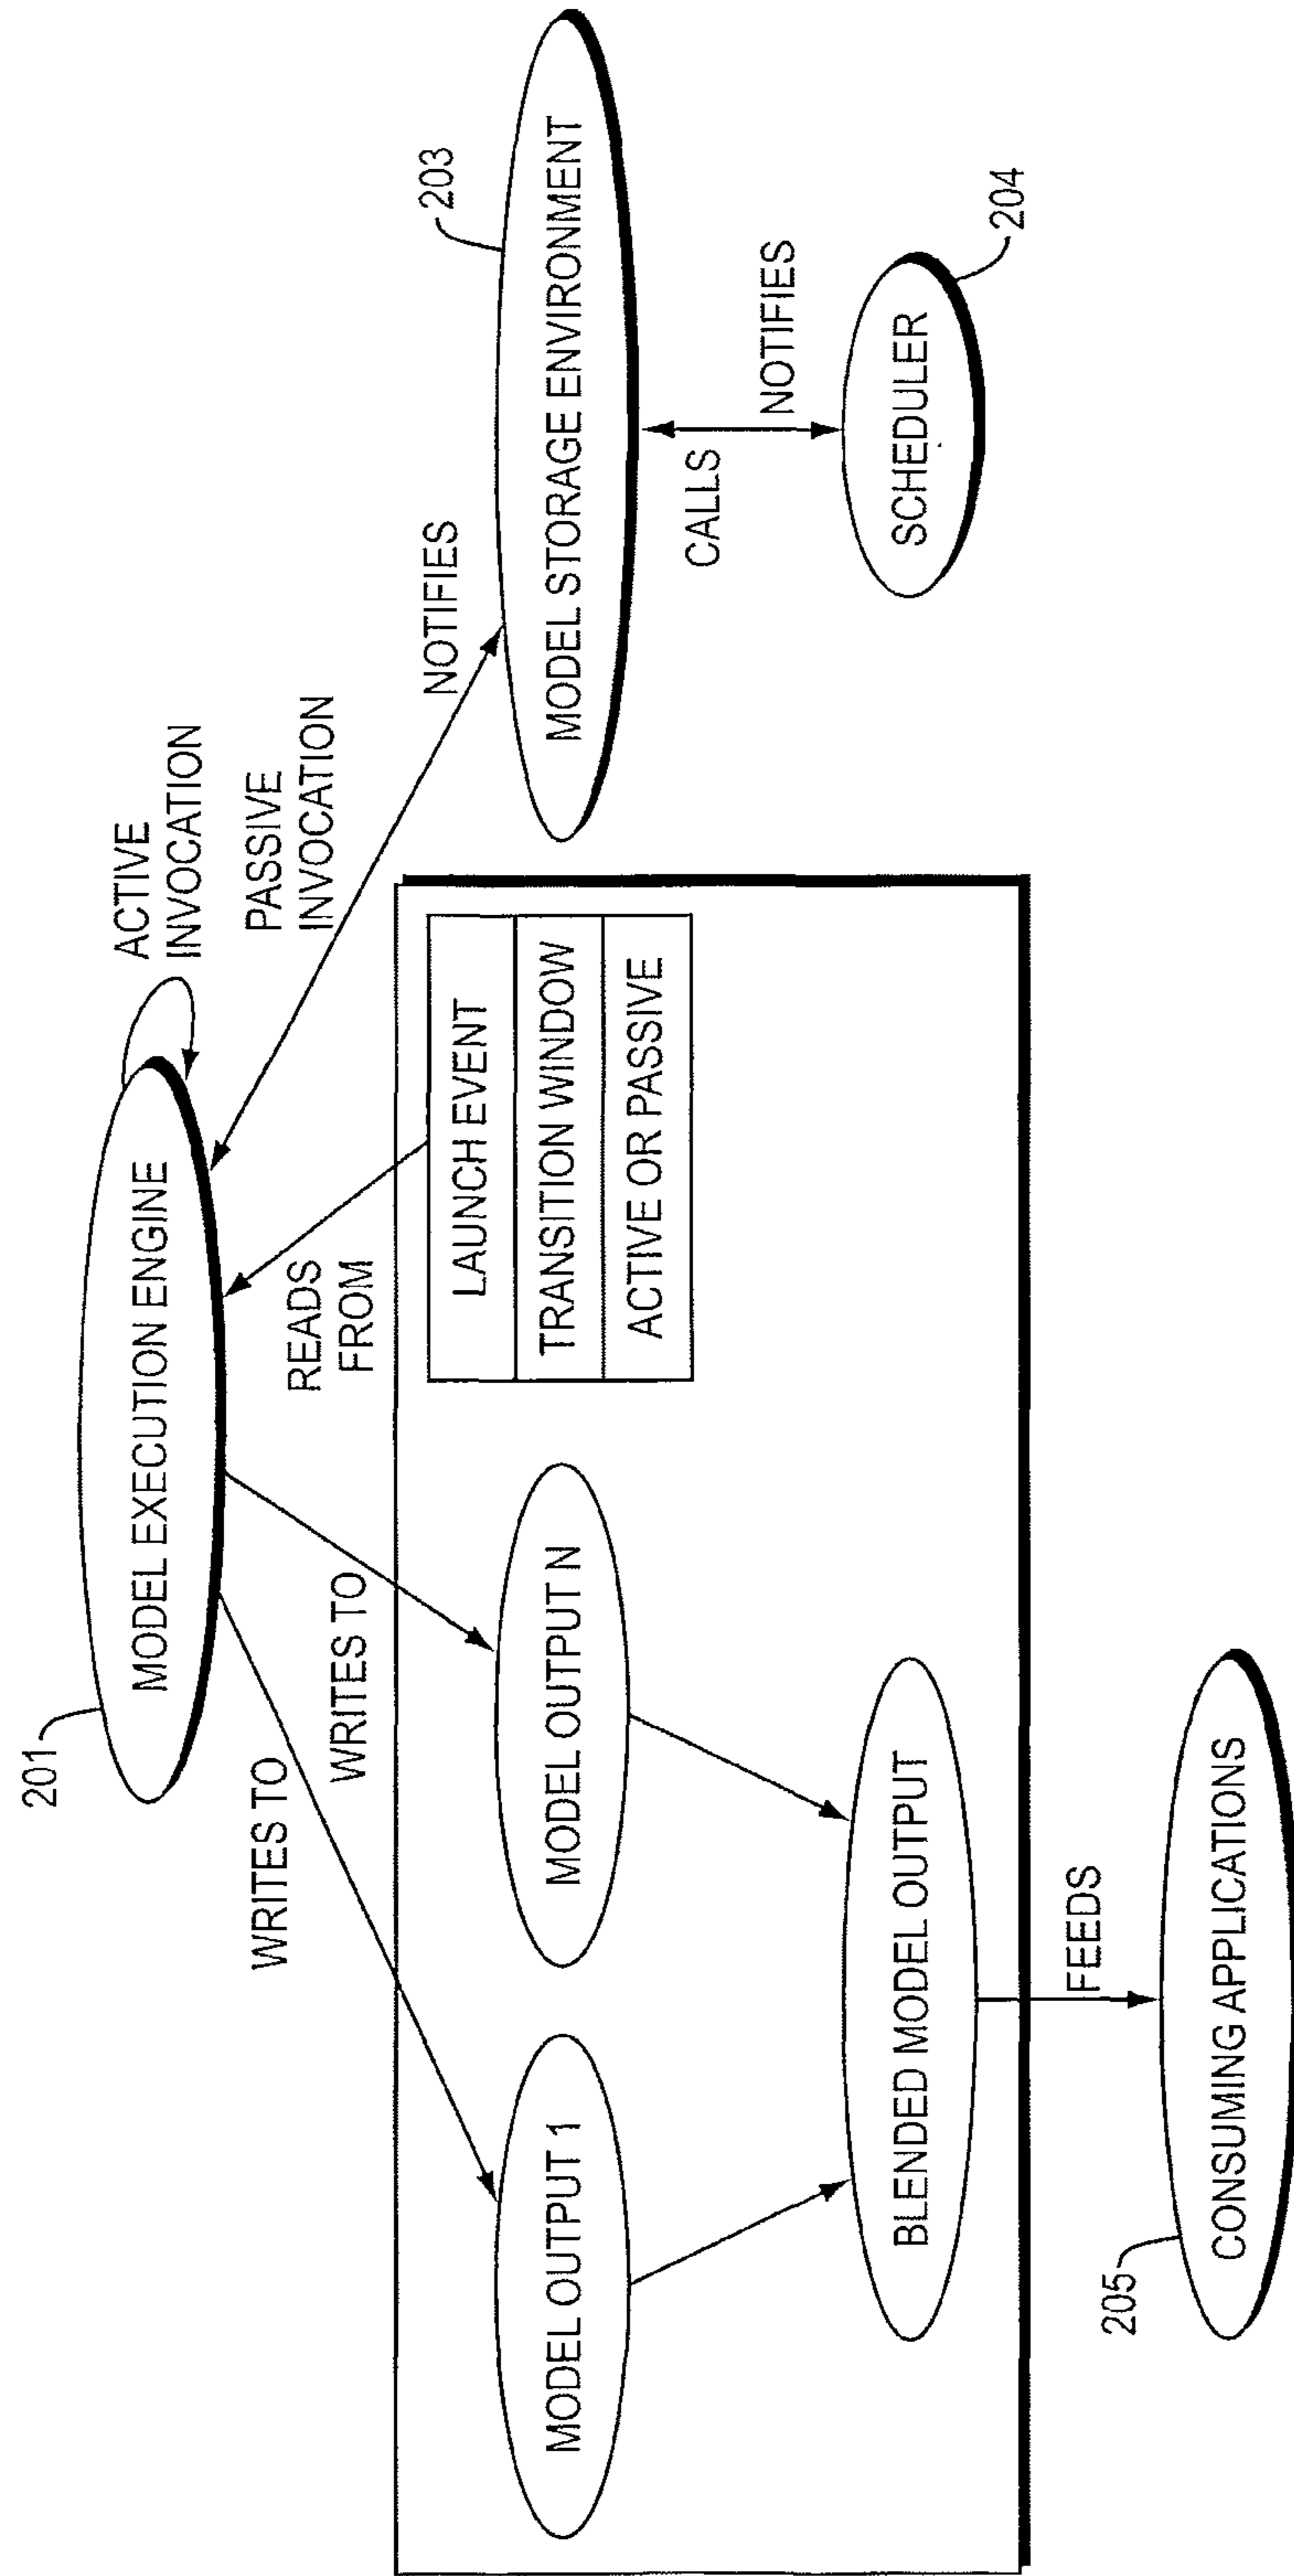 201
MODEL EXECUTION ENGINE
ACTIVE
INVOCATION
PASSIVE
INVOCATION
WRITES TO
WRITES TO
READS
FROM
NOTIFIES
203
MODEL STORAGE ENVIRONMENT
LAUNCH EVENT
TRANSITION WINDOW
ACTIVE OR PASSIVE
MODEL OUTPUT 1
MODEL OUTPUT N
CALLS
NOTIFIES
SCHEDULER
204
BLENDED MODEL OUTPUT
FEEDS
205
CONSUMING APPLICATIONS